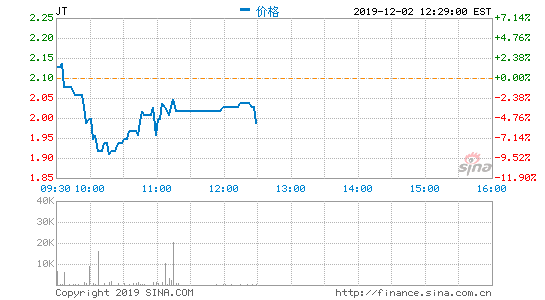 JT 价格 2019-12-02 12:29:00 EST
2.25 +7.14%
2.20 +4.76%
2.15 +2.38%
2.10 +0.00%
2.05 -2.38%
2.00 -4.76%
1.95 -7.14%
1.90 -9.52%
1.85 -11.90%
sina
09:30 10:00 11:00 12:00 13:00 14:00 15:00 16:00
40K
30K
20K
10K
Copyright 2019 SINA.COM http://finance.sina.com.cn